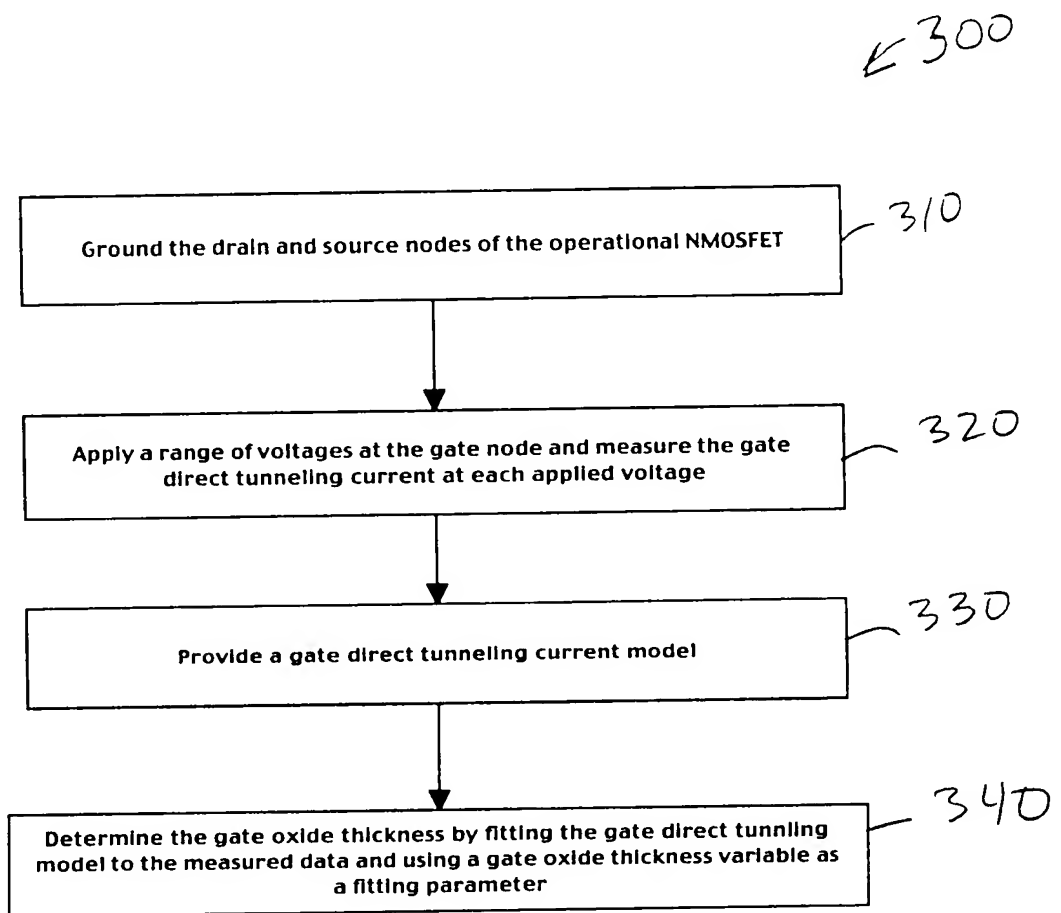 300
Ground the drain and source nodes of the operational NMOSFET
310
Apply a range of voltages at the gate node and measure the gate
direct tunneling current at each applied voltage
320
Provide a gate direct tunneling current model
330
Determine the gate oxide thickness by fitting the gate direct tunnling
model to the measured data and using a gate oxide thickness variable as
a fitting parameter
340